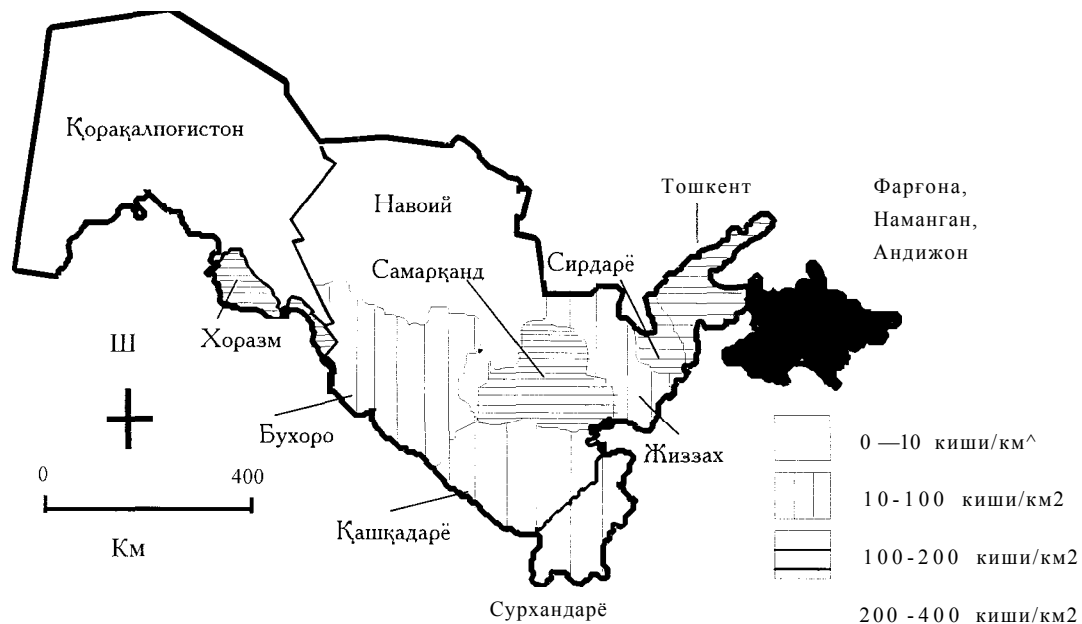 Қорақалпоғистон
Навоий
Тошкент
Фарғона,
Наманган,
Андижон
Самарқанд
Сирдарё
Хоразм
Ш
Бухоро
Жиззах
0
400
Км
Қашқадарё
Сурхандарё
0 —10 киши/км^
10-100 киши/км2
100-200 киши/км2
200-400 киши/км2